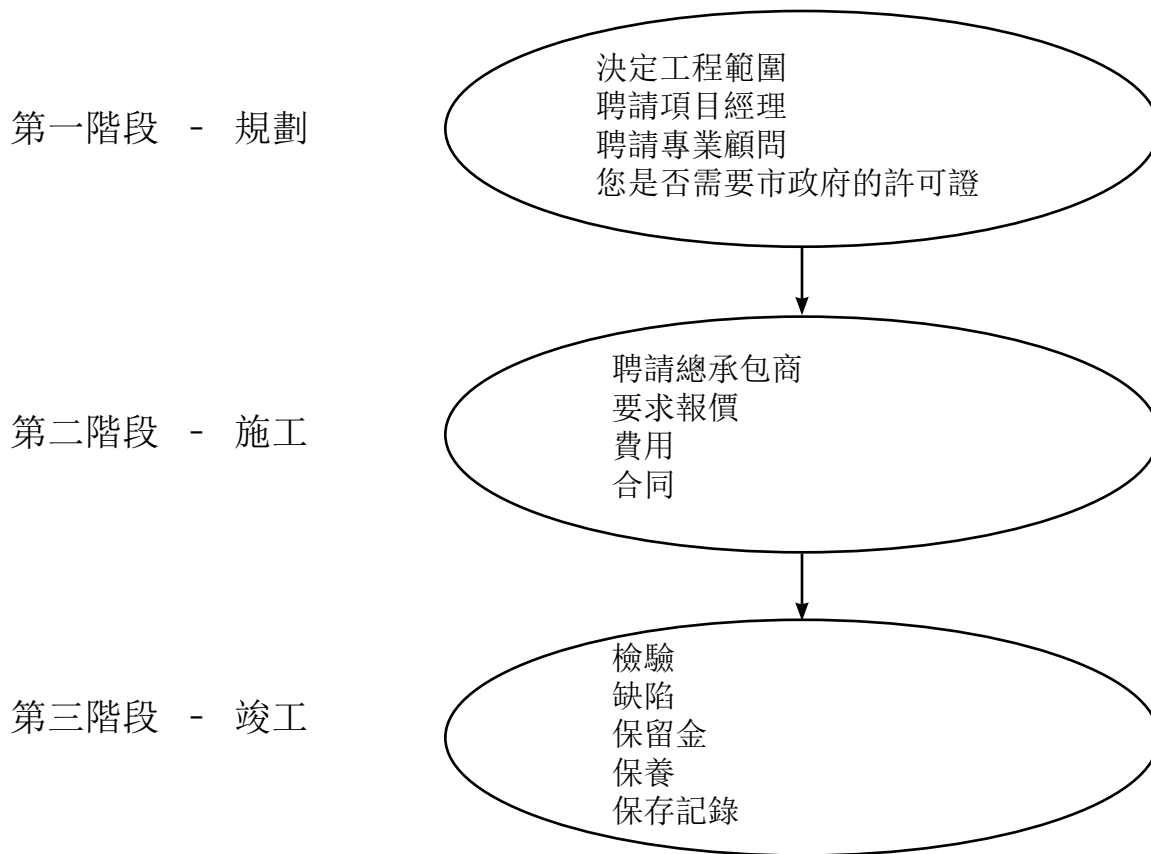 第一階段 - 規劃
決定工程範圍
聘請項目經理
聘請專業顧問
您是否需要市政府的許可證
第二階段 - 施工
聘請總承包商
要求報價
費用
合同
第三階段 - 竣工
檢驗
缺陷
保留金
保養
保存記錄